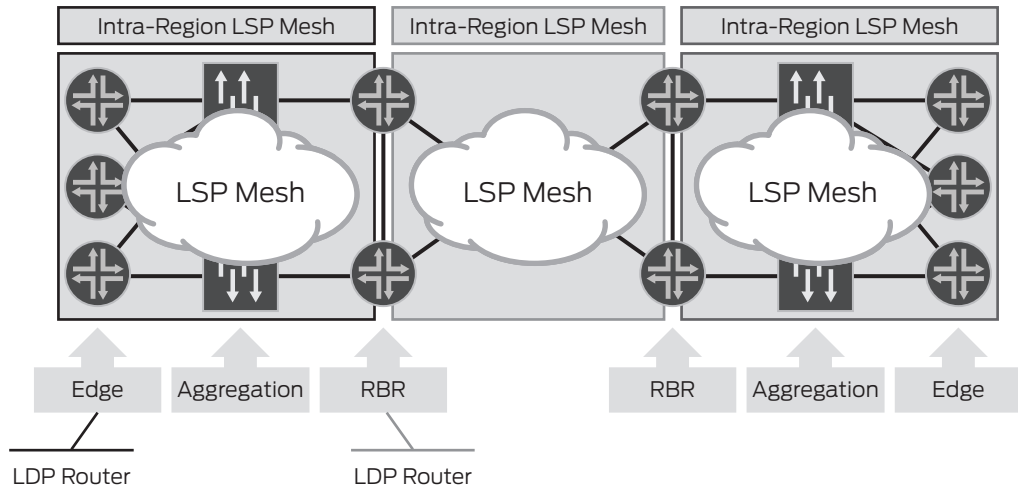 Intra-Region LSP Mesh
Intra-Region LSP Mesh
Intra-Region LSP Mesh
LSP Mesh
LSP Mesh
LSP Mesh
Edge
Aggregation
RBR
RBR
Aggregation
Edge
LDP Router
LDP Router